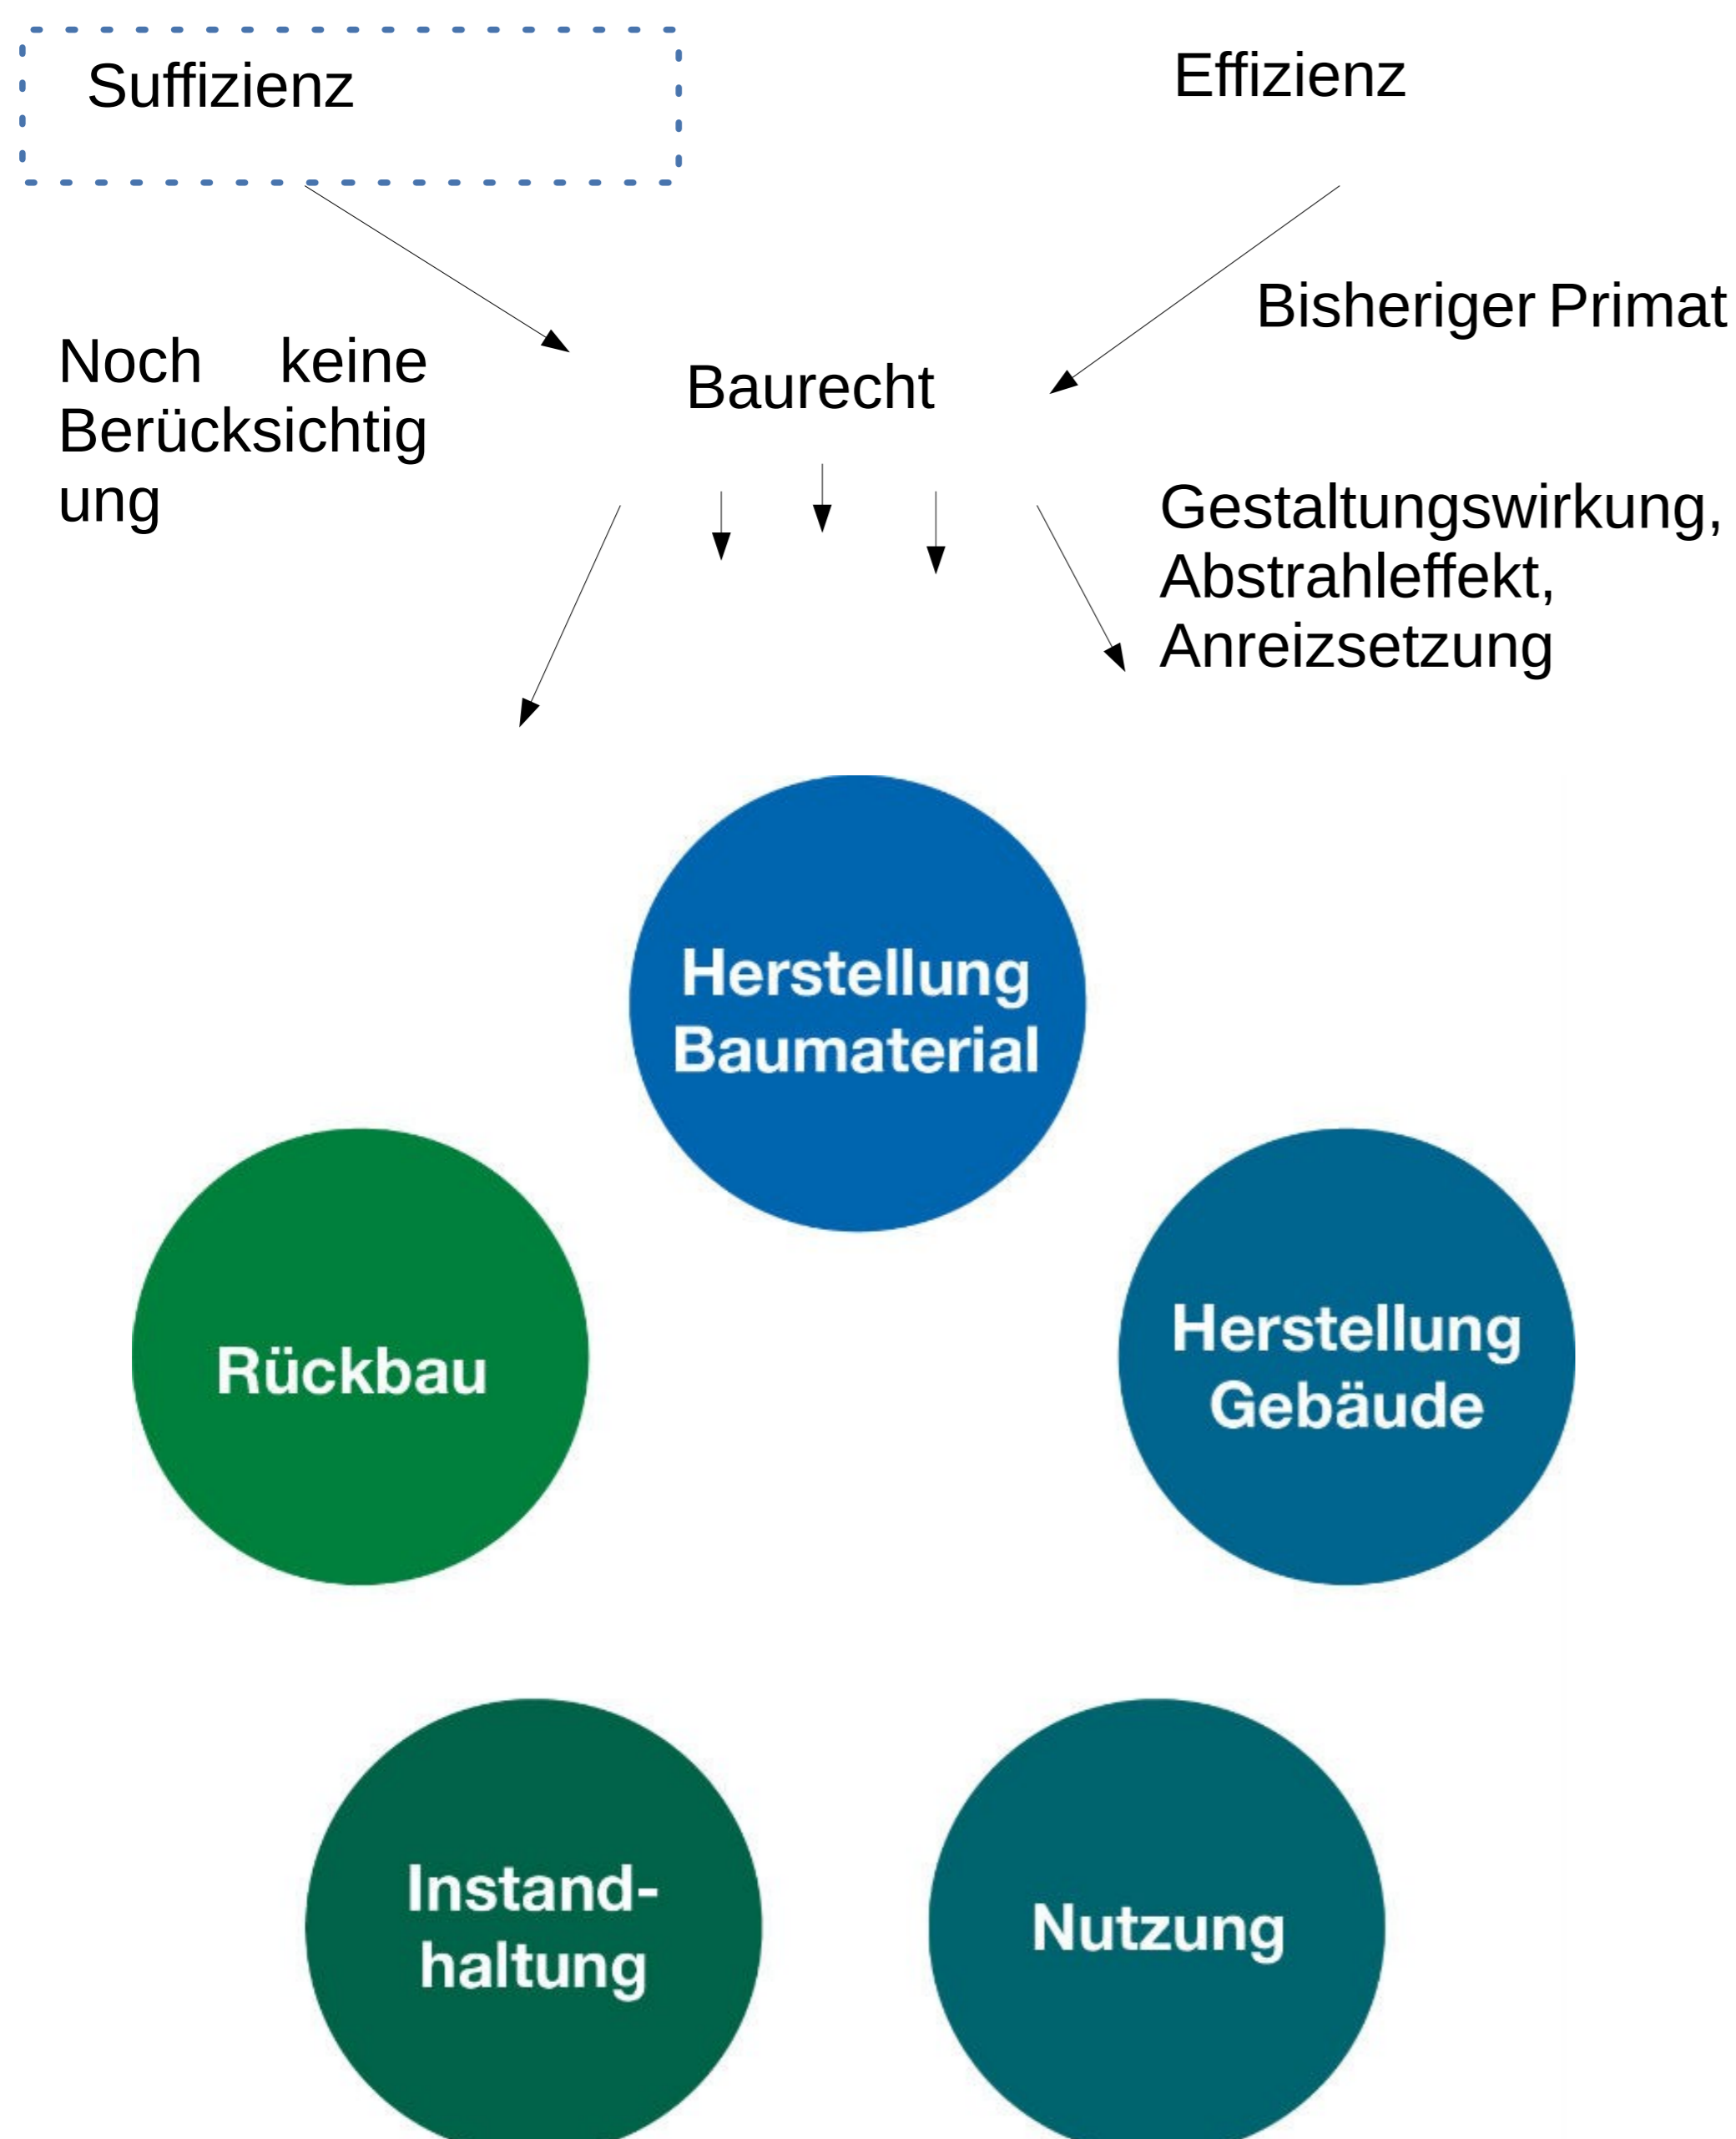 Suffizienz
Effizienz
Bisheriger Primat
Noch keine
Berücksichtig
ung
Baurecht
Gestaltungswirkung,
Abstrahleffekt,
Anreizsetzung
Herstellung
Baumaterial
Rückbau
Herstellung
Gebäude
Instand-
haltung
Nutzung